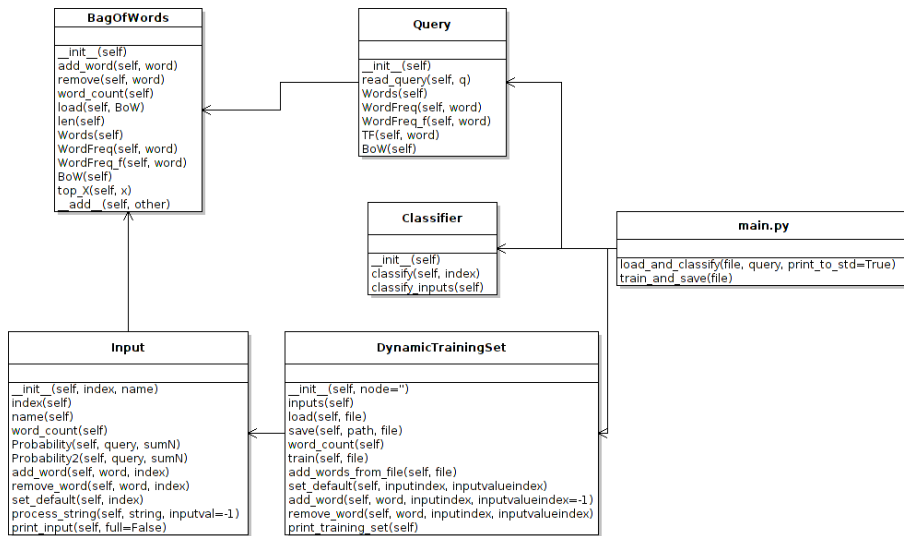 BagOfWords
__init__(self)
add_word(self, word)
remove(self, word)
word_count(self)
load(self, BoW)
len(self)
Words(self)
WordFreq(self, word)
WordFreq_f(self, word)
BoW(self)
top_X(self, x)
__add__(self, other)
Query
__init__(self)
read_query(self, q)
Words(self)
WordFreq(self, word)
WordFreq_f(self, word)
TF(self, word)
BoW(self)
Classifier
__init__(self)
classify(self, index)
classify_inputs(self)
main.py
load_and_classify(file, query, print_to_std=True)
train_and_save(file)
Input
__init__(self, index, name)
index(self)
name(self)
word_count(self)
Probability(self, query, sumN)
Probability2(self, query, sumN)
add_word(self, word, index)
remove_word(self, word, index)
set_default(self, index)
process_string(self, string, inputval=-1)
print_input(self, full=False)
DynamicTrainingSet
__init__(self, node='')
inputs(self)
load(self, file)
save(self, path, file)
word_count(self)
train(self, file)
add_words_from_file(self, file)
set_default(self, inputindex, inputvalueindex)
add_word(self, word, inputindex, inputvalueindex=-1)
remove_word(self, word, inputindex, inputvalueindex)
print_training_set(self)